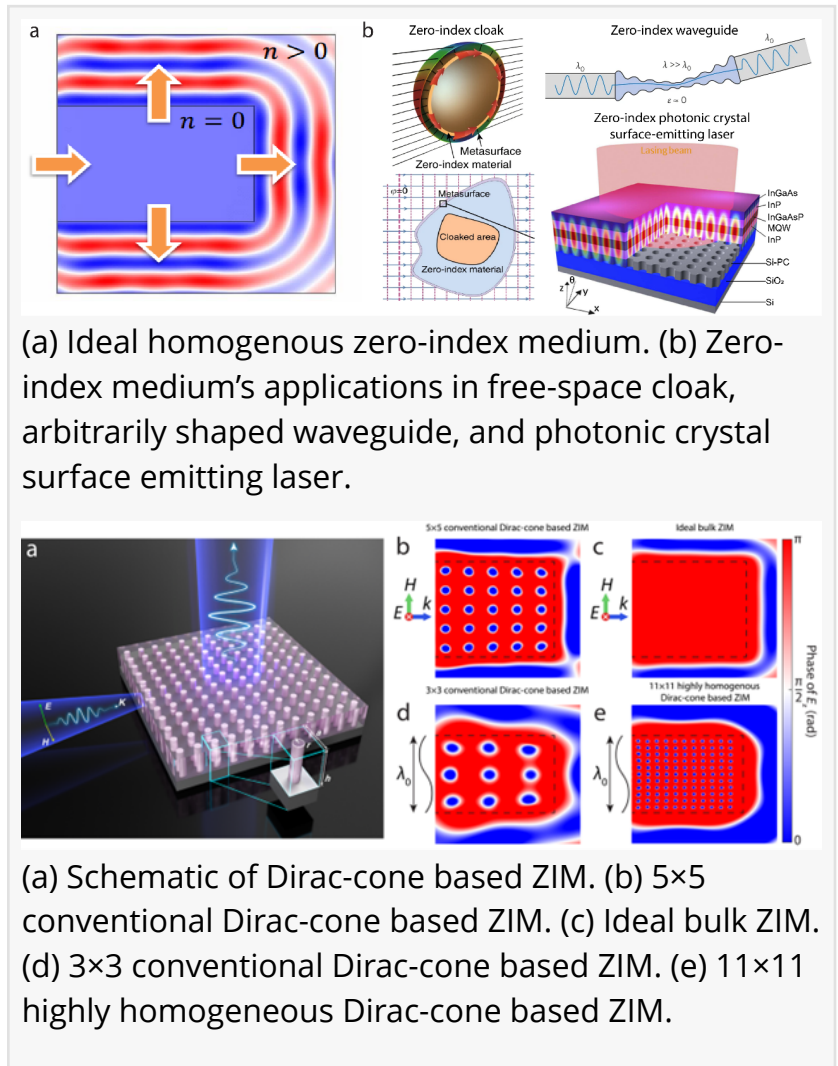 a
n > 0
n = 0
b
Zero-index cloak
Metasurface
Zero-index material
φ=0
Metasurface
Cloaked area
Zero-index material
Zero-index waveguide
λ₀
λ >> λ₀
λ₀
ε ≈ 0
Zero-index photonic crystal
surface-emitting laser
Lasing beam
InGaAs
InP
InGaAsP
MQW
InP
Si-PC
SiO₂
Si
z
θ
y
x
(a) Ideal homogenous zero-index medium. (b) Zero-
index medium’s applications in free-space cloak,
arbitrarily shaped waveguide, and photonic crystal
surface emitting laser.
a
E
K
H
r
h
5×5 conventional Dirac-cone based ZIM
b
H
E
k
Ideal bulk ZIM
c
H
E
k
3×3 conventional Dirac-cone based ZIM
d
λ₀
11×11 highly homogenous
Dirac-cone based ZIM
e
λ₀
π
π/2
0
Phase of E_z (rad)
(a) Schematic of Dirac-cone based ZIM. (b) 5×5
conventional Dirac-cone based ZIM. (c) Ideal bulk ZIM.
(d) 3×3 conventional Dirac-cone based ZIM. (e) 11×11
highly homogeneous Dirac-cone based ZIM.